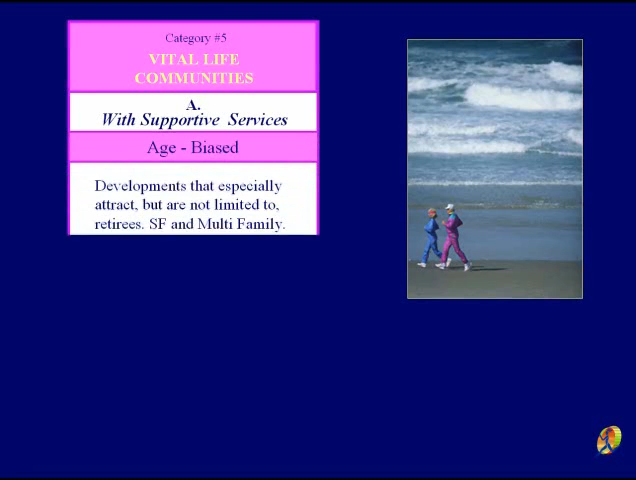 Category #5
VITAL LIFE
COMMUNITIES
A.
With Supportive Services
Age - Biased
Developments that especially
attract, but are not limited to,
retirees. SF and Multi Family.